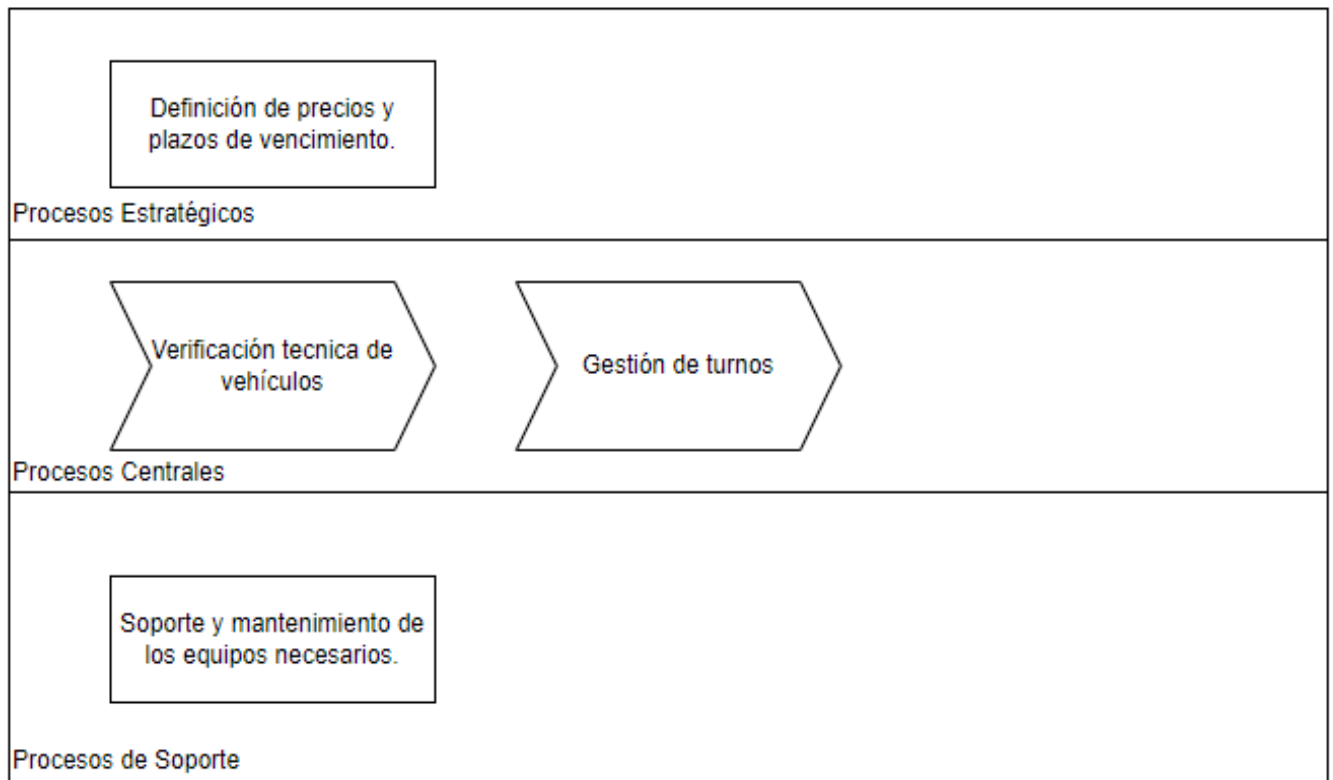 Definición de precios y
plazos de vencimiento.
Procesos Estratégicos
Verificación tecnica de
vehículos
Gestión de turnos
Procesos Centrales
Soporte y mantenimiento de
los equipos necesarios.
Procesos de Soporte